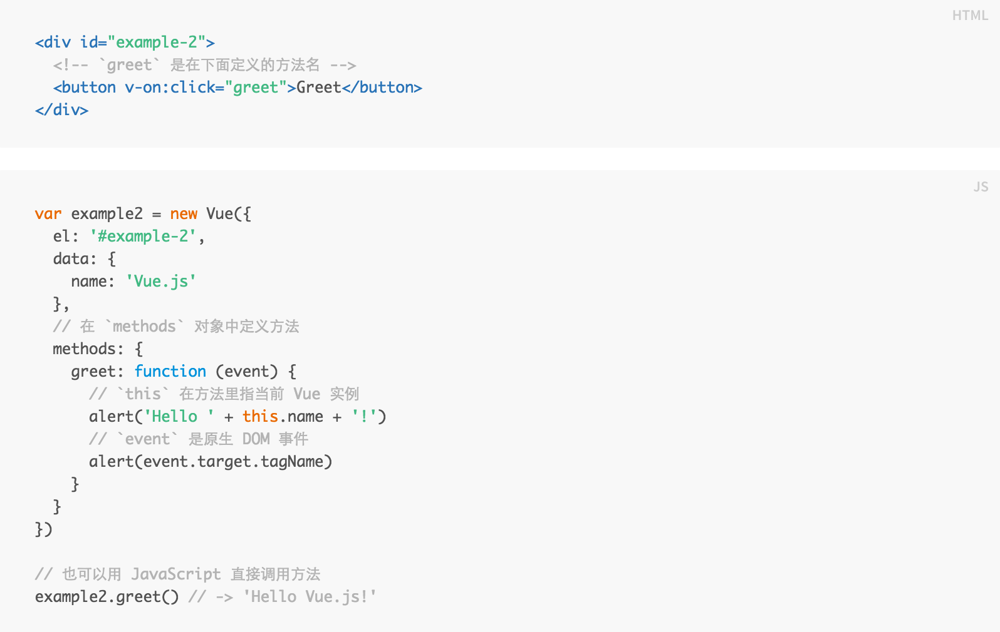 HTML
<div id="example-2">
  <!-- `greet` 是在下面定义的方法名 -->
  <button v-on:click="greet">Greet</button>
</div>
JS
var example2 = new Vue({
  el: '#example-2',
  data: {
    name: 'Vue.js'
  },
  // 在 `methods` 对象中定义方法
  methods: {
    greet: function (event) {
      // `this` 在方法里指当前 Vue 实例
      alert('Hello ' + this.name + '!')
      // `event` 是原生 DOM 事件
      alert(event.target.tagName)
    }
  }
})
// 也可以用 JavaScript 直接调用方法
example2.greet() // -> 'Hello Vue.js!'